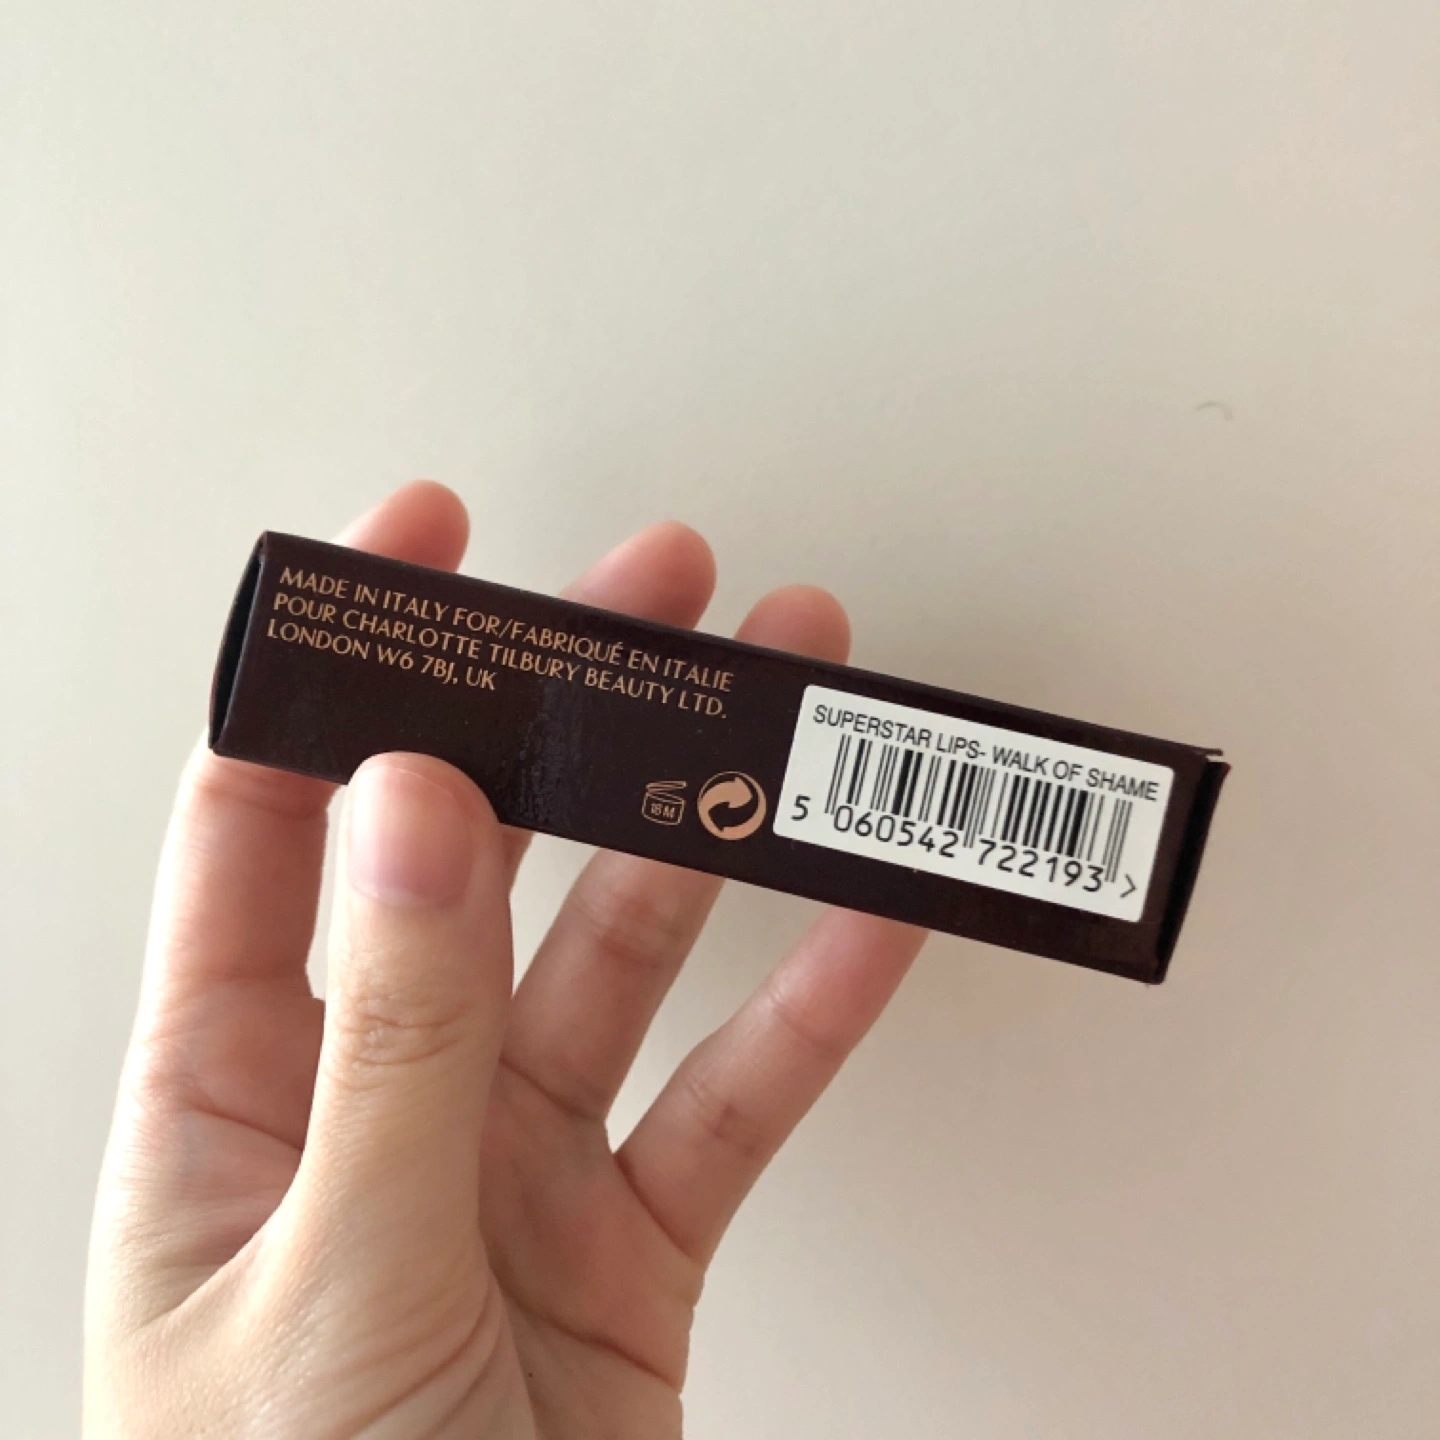 MADE IN ITALY FOR/FABRIQUÉ EN ITALIE
POUR CHARLOTTE TILBURY BEAUTY LTD.
LONDON W6 7BJ, UK
18M
SUPERSTAR LIPS- WALK OF SHAME
5 060542 722193 >